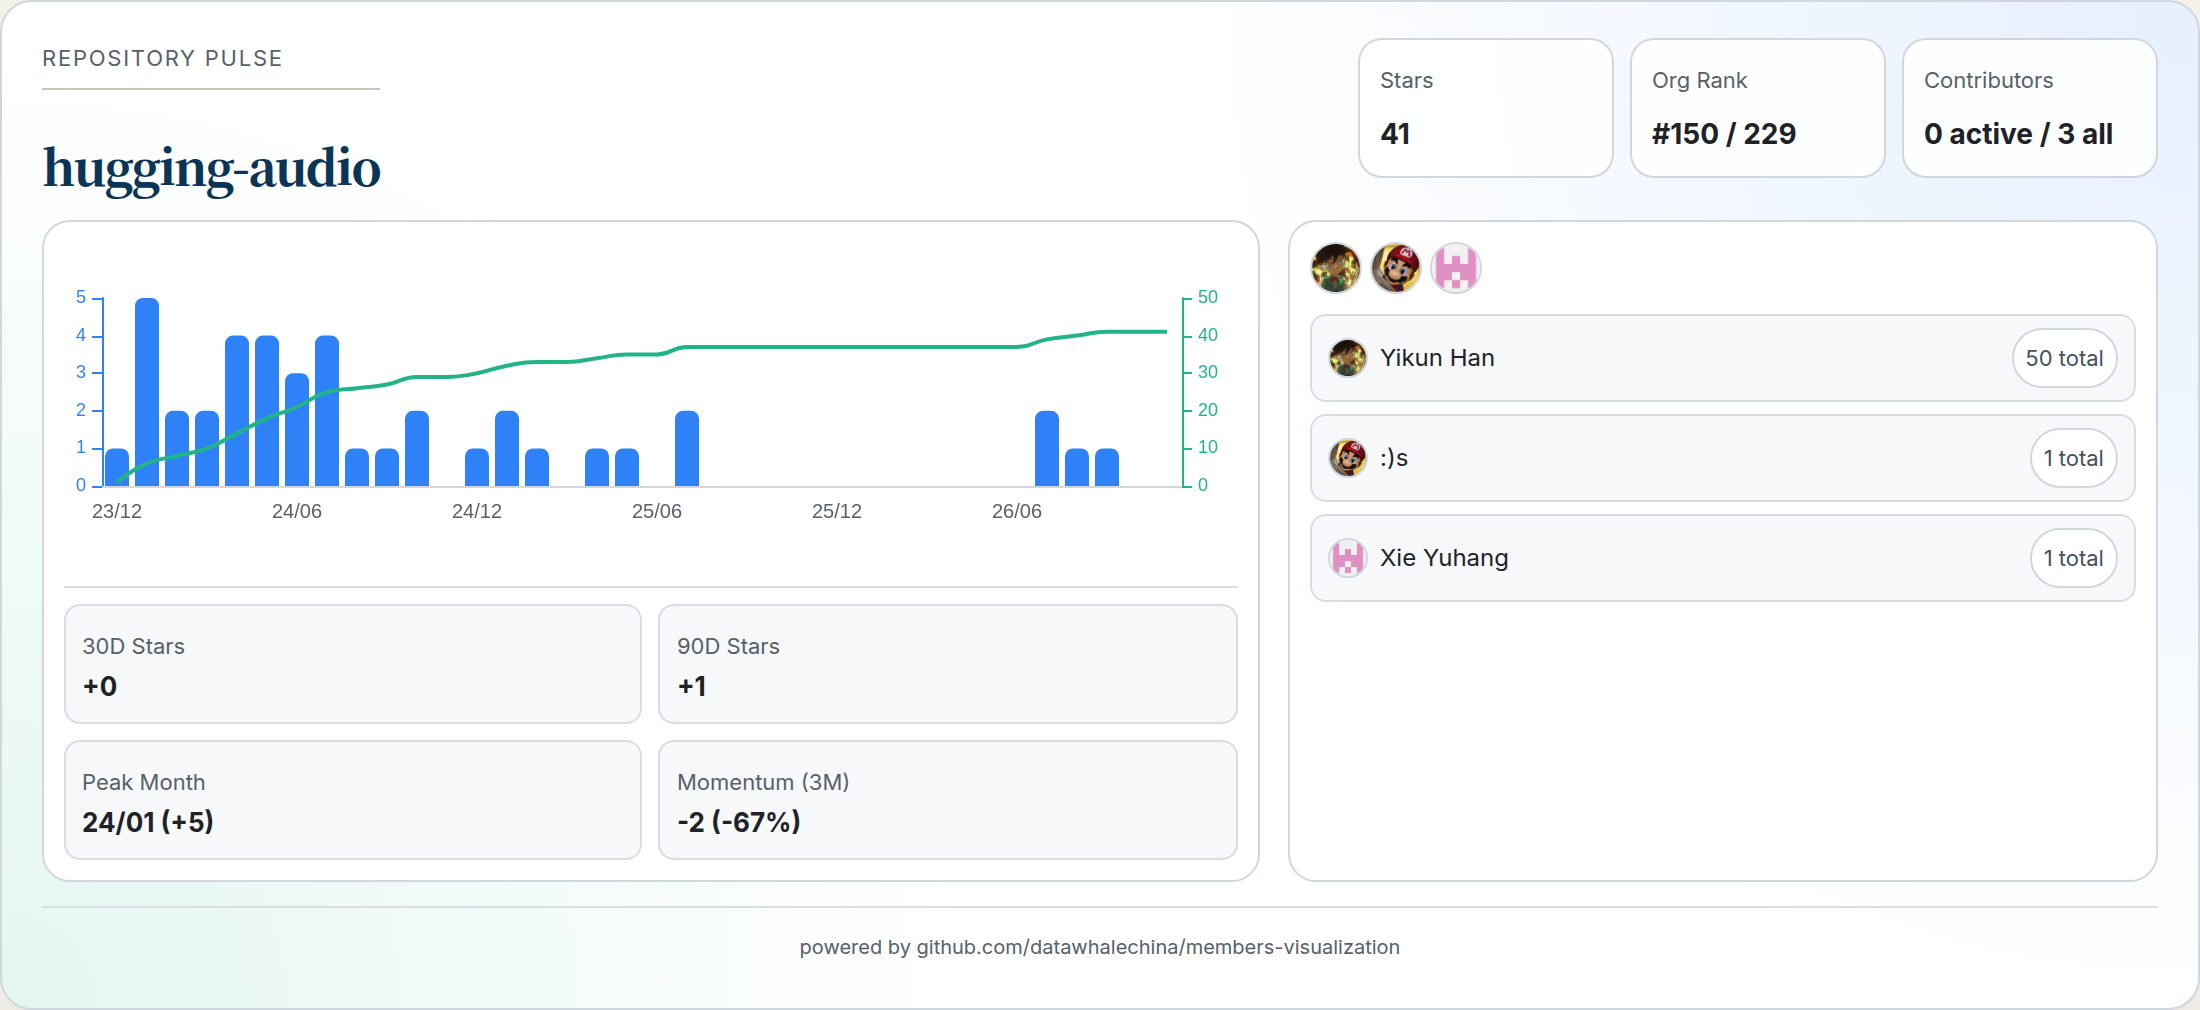 REPOSITORY PULSE
hugging-audio
Stars
41
Org Rank
#150 / 229
Contributors
0 active / 3 all
5
4
3
2
1
0
50
40
30
20
10
0
23/12
24/06
24/12
25/06
25/12
26/06
30D Stars
+0
90D Stars
+1
Peak Month
24/01 (+5)
Momentum (3M)
-2 (-67%)
Yikun Han
50 total
:)s
1 total
Xie Yuhang
1 total
powered by github.com/datawhalechina/members-visualization